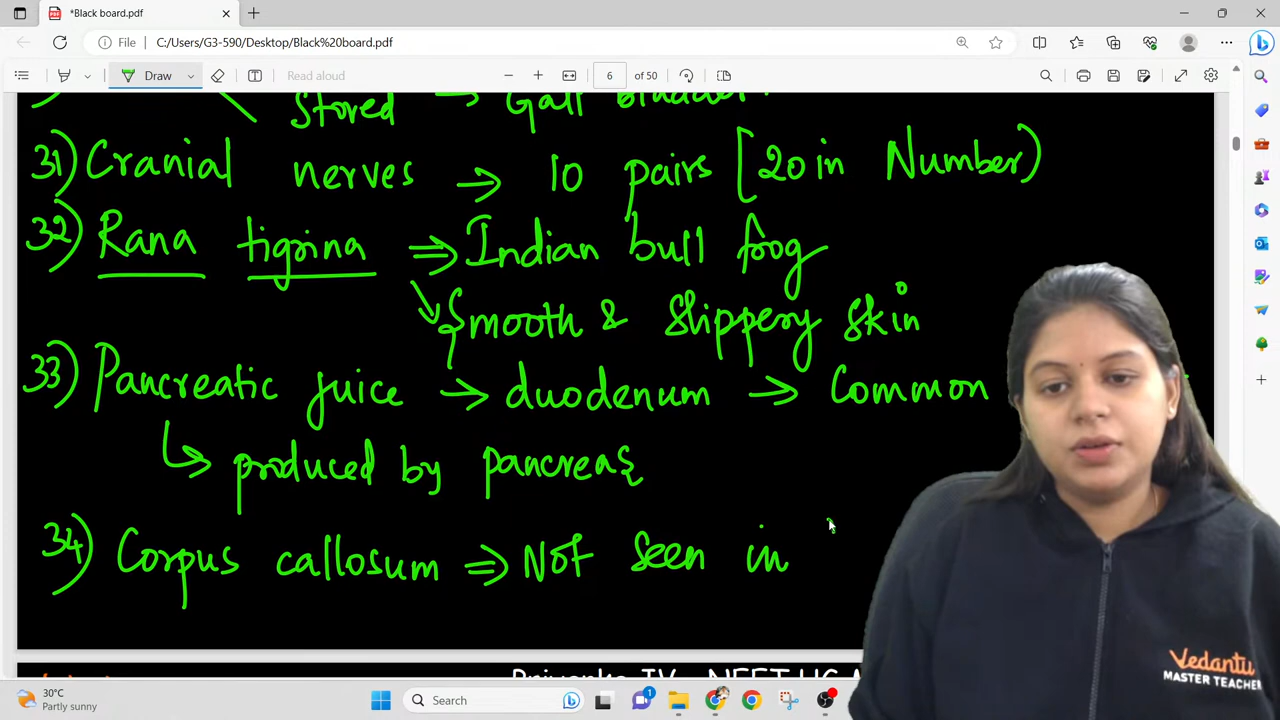 *Black board.pdf
File C:/Users/G3-590/Desktop/Black%20board.pdf
Draw Read aloud 6 of 50
Stored → Gall bladder
31) Cranial nerves → 10 pairs [20 in Number)
32) Rana tigrina ⇒ Indian bull frog
Smooth & Slippery skin
33) Pancreatic juice → duodenum → Common
↳ produced by pancreas
34) Corpus callosum ⇒ Not seen in
Vedantu
MASTER TEACHER
30°C
Partly sunny
Search
1